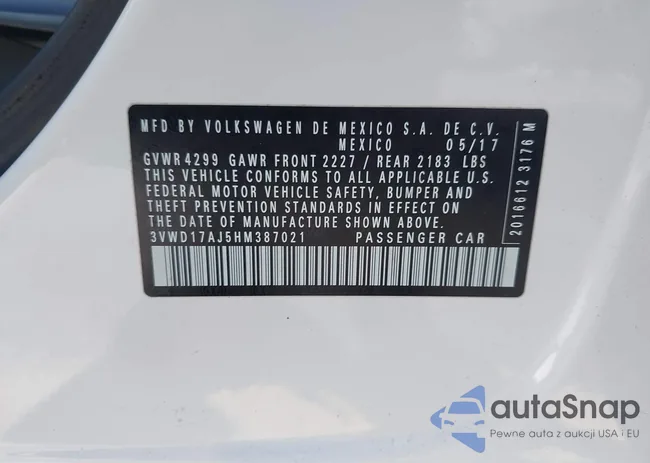 MFD BY VOLKSWAGEN DE MEXICO S.A. DE C.V.
MEXICO 05/17
GVWR 4299 GAWR FRONT 2227 / REAR 2183 LBS
THIS VEHICLE CONFORMS TO ALL APPLICABLE U.S.
FEDERAL MOTOR VEHICLE SAFETY, BUMPER AND
THEFT PREVENTION STANDARDS IN EFFECT ON
THE DATE OF MANUFACTURE SHOWN ABOVE.
3VWD17AJ5HM387021 PASSENGER CAR
2016612 3176 M
autaSnap
Pewne auta z aukcji USA i EU